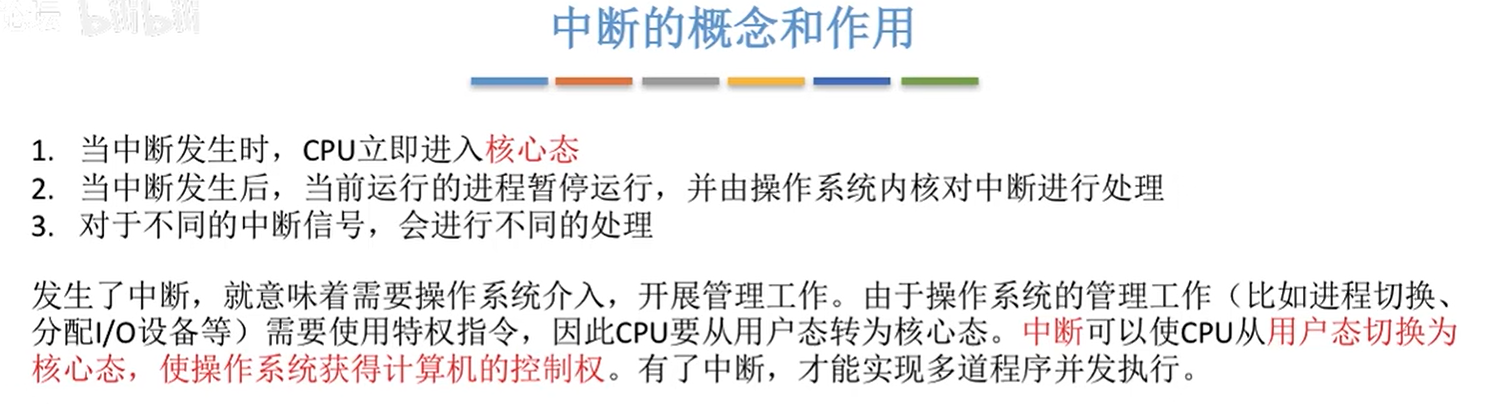 中断的概念和作用
1. 当中断发生时，CPU立即进入核心态
2. 当中断发生后，当前运行的进程暂停运行，并由操作系统内核对中断进行处理
3. 对于不同的中断信号，会进行不同的处理
发生了中断，就意味着需要操作系统介入，开展管理工作。由于操作系统的管理工作（比如进程切换、
分配I/O设备等）需要使用特权指令，因此CPU要从用户态转为核心态。中断可以使CPU从用户态切换为
核心态，使操作系统获得计算机的控制权。有了中断，才能实现多道程序并发执行。